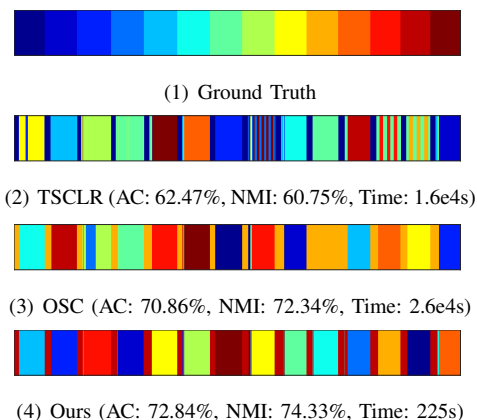 (1) Ground Truth
(2) TSCLR (AC: 62.47%, NMI: 60.75%, Time: 1.6e4s)
(3) OSC (AC: 70.86%, NMI: 72.34%, Time: 2.6e4s)
(4) Ours (AC: 72.84%, NMI: 74.33%, Time: 225s)